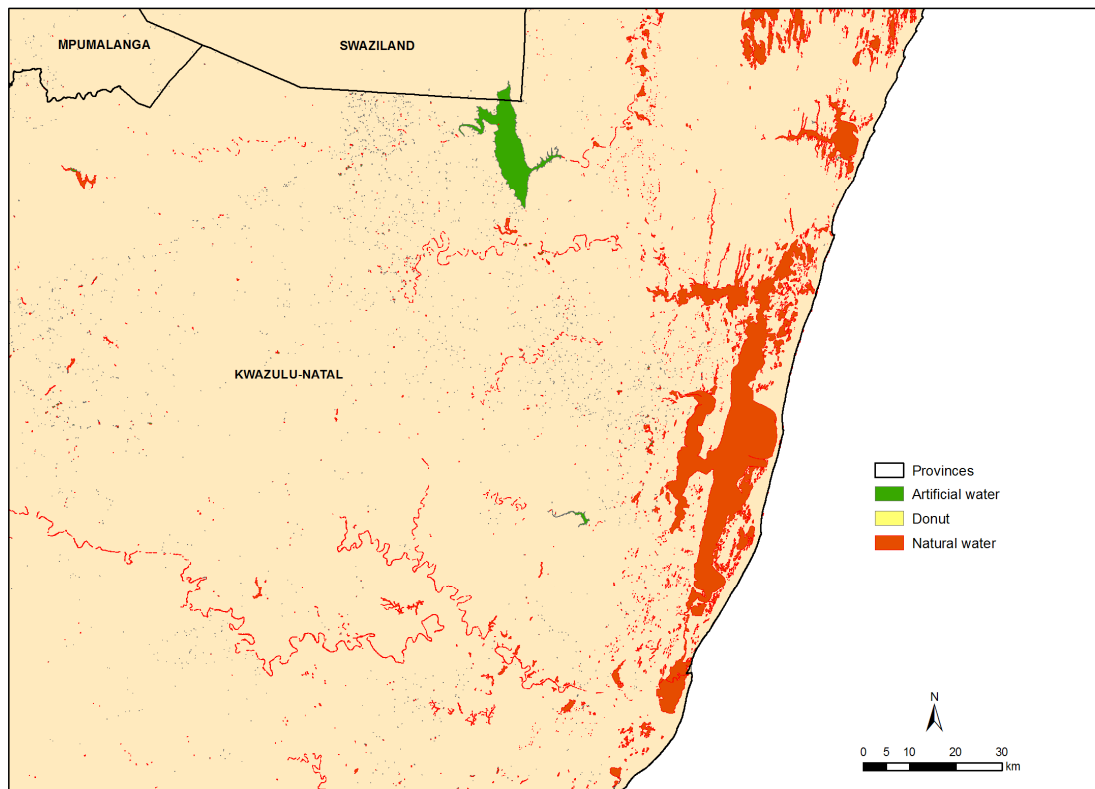 MPUMALANGA
SWAZILAND
KWAZULU-NATAL
Provinces
Artificial water
Donut
Natural water
N
0 5 10 20 30
km